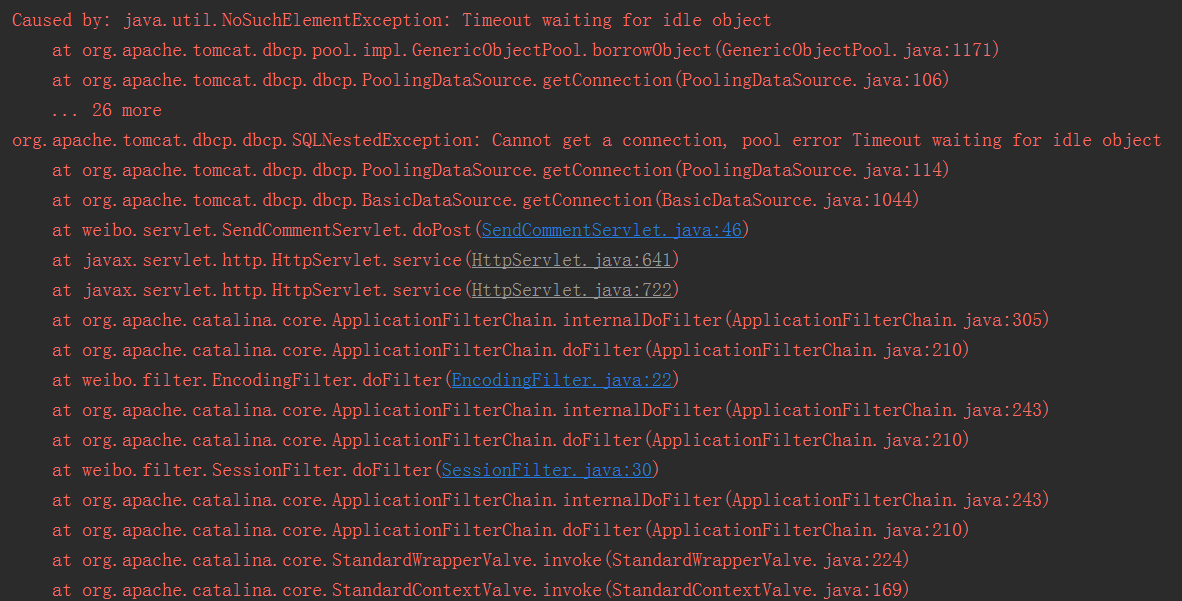 Caused by: java.util.NoSuchElementException: Timeout waiting for idle object
at org.apache.tomcat.dbcp.pool.impl.GenericObjectPool.borrowObject(GenericObjectPool.java:1171)
at org.apache.tomcat.dbcp.dbcp.PoolingDataSource.getConnection(PoolingDataSource.java:106)
... 26 more
org.apache.tomcat.dbcp.dbcp.SQLNestedException: Cannot get a connection, pool error Timeout waiting for idle object
at org.apache.tomcat.dbcp.dbcp.PoolingDataSource.getConnection(PoolingDataSource.java:114)
at org.apache.tomcat.dbcp.dbcp.BasicDataSource.getConnection(BasicDataSource.java:1044)
at weibo.servlet.SendCommentServlet.doPost(SendCommentServlet.java:46)
at javax.servlet.http.HttpServlet.service(HttpServlet.java:641)
at javax.servlet.http.HttpServlet.service(HttpServlet.java:722)
at org.apache.catalina.core.ApplicationFilterChain.internalDoFilter(ApplicationFilterChain.java:305)
at org.apache.catalina.core.ApplicationFilterChain.doFilter(ApplicationFilterChain.java:210)
at weibo.filter.EncodingFilter.doFilter(EncodingFilter.java:22)
at org.apache.catalina.core.ApplicationFilterChain.internalDoFilter(ApplicationFilterChain.java:243)
at org.apache.catalina.core.ApplicationFilterChain.doFilter(ApplicationFilterChain.java:210)
at weibo.filter.SessionFilter.doFilter(SessionFilter.java:30)
at org.apache.catalina.core.ApplicationFilterChain.internalDoFilter(ApplicationFilterChain.java:243)
at org.apache.catalina.core.ApplicationFilterChain.doFilter(ApplicationFilterChain.java:210)
at org.apache.catalina.core.StandardWrapperValve.invoke(StandardWrapperValve.java:224)
at org.apache.catalina.core.StandardContextValve.invoke(StandardContextValve.java:169)